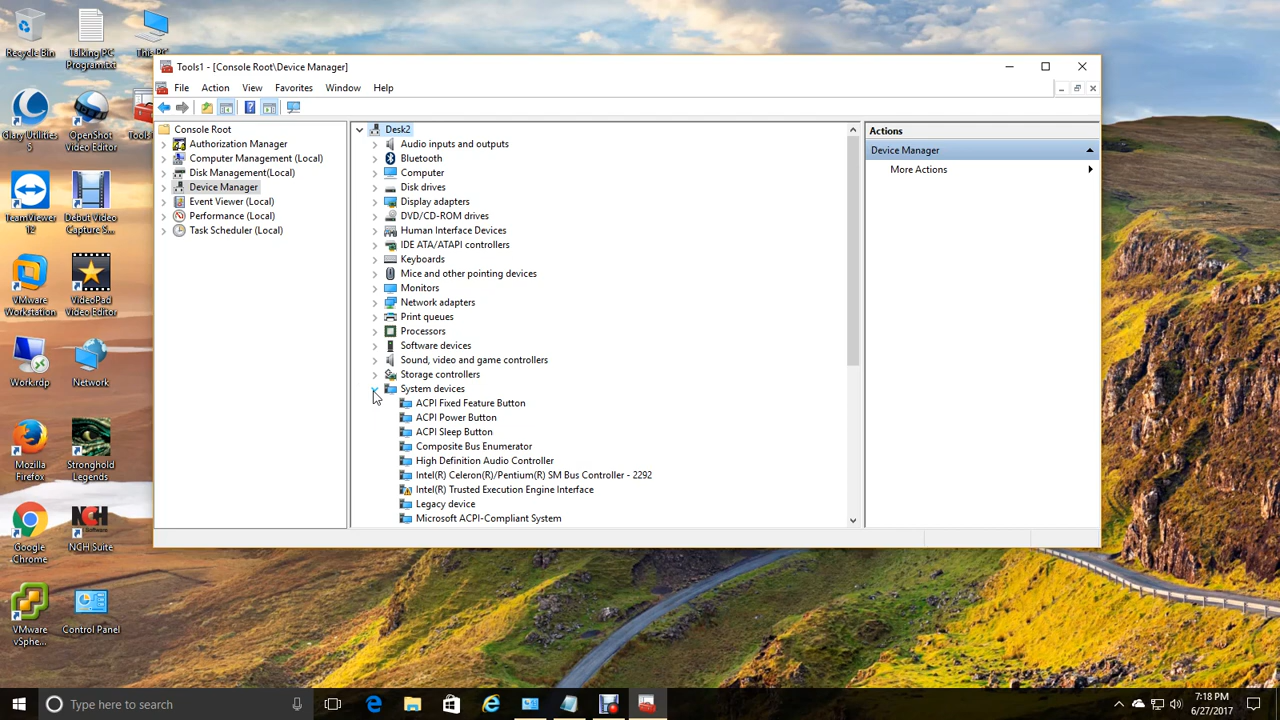 Recycle Bin
Talking PC
Program.txt
This PC
Glary Utilities
5
OpenShot
Video Editor
TeamViewer
12
Debut Video
Capture S...
VMware
Workstation
VideoPad
Video Editor
Work.rdp
Network
Mozilla
Firefox
Stronghold
Legends
Google
Chrome
NCH Suite
VMware
vSphe...
Control Panel
Tools1 - [Console Root\Device Manager]
File Action View Favorites Window Help
Console Root
Authorization Manager
Computer Management (Local)
Disk Management(Local)
Device Manager
Event Viewer (Local)
Performance (Local)
Task Scheduler (Local)
Desk2
Audio inputs and outputs
Bluetooth
Computer
Disk drives
Display adapters
DVD/CD-ROM drives
Human Interface Devices
IDE ATA/ATAPI controllers
Keyboards
Mice and other pointing devices
Monitors
Network adapters
Print queues
Processors
Software devices
Sound, video and game controllers
Storage controllers
System devices
ACPI Fixed Feature Button
ACPI Power Button
ACPI Sleep Button
Composite Bus Enumerator
High Definition Audio Controller
Intel(R) Celeron(R)/Pentium(R) SM Bus Controller - 2292
Intel(R) Trusted Execution Engine Interface
Legacy device
Microsoft ACPI-Compliant System
Actions
Device Manager
More Actions
Type here to search
7:18 PM
6/27/2017